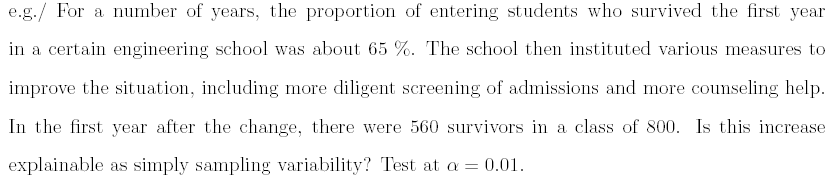 e.g./ For a number of years, the proportion of entering students who survived the first year
in a certain engineering school was about 65 %. The school then instituted various measures to
improve the situation, including more diligent screening of admissions and more counseling help.
In the first year after the change, there were 560 survivors in a class of 800. Is this increase
explainable as simply sampling variability? Test at α = 0.01.